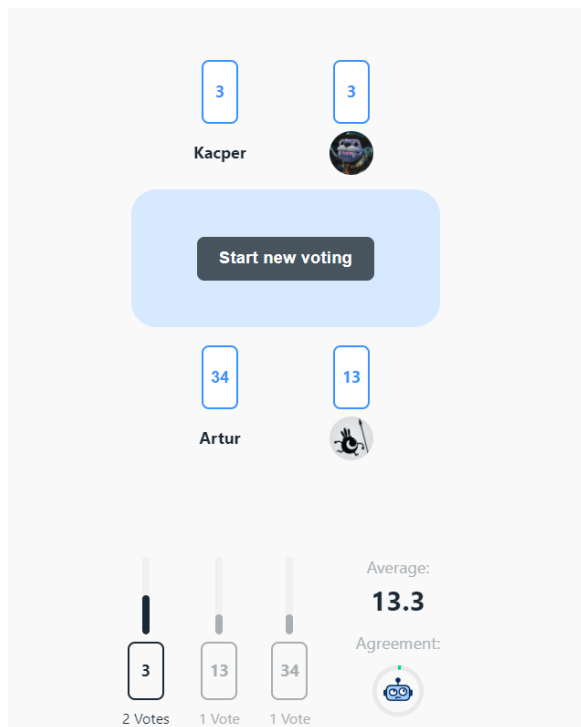 3 3
Kacper
Start new voting
34 13
Artur
Average:
13.3
Agreement:
3 13 34
2 Votes 1 Vote 1 Vote